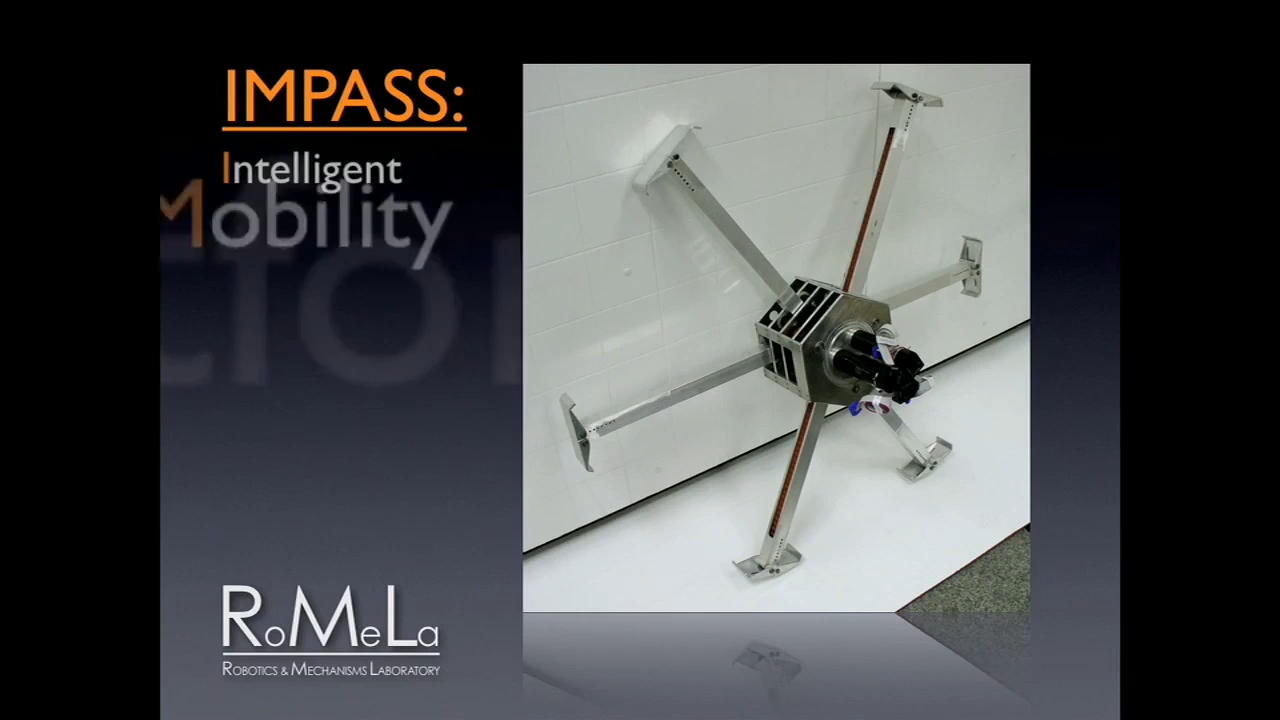 IMPASS:
Intelligent
Mobility
RoMeLa
ROBOTICS & MECHANISMS LABORATORY